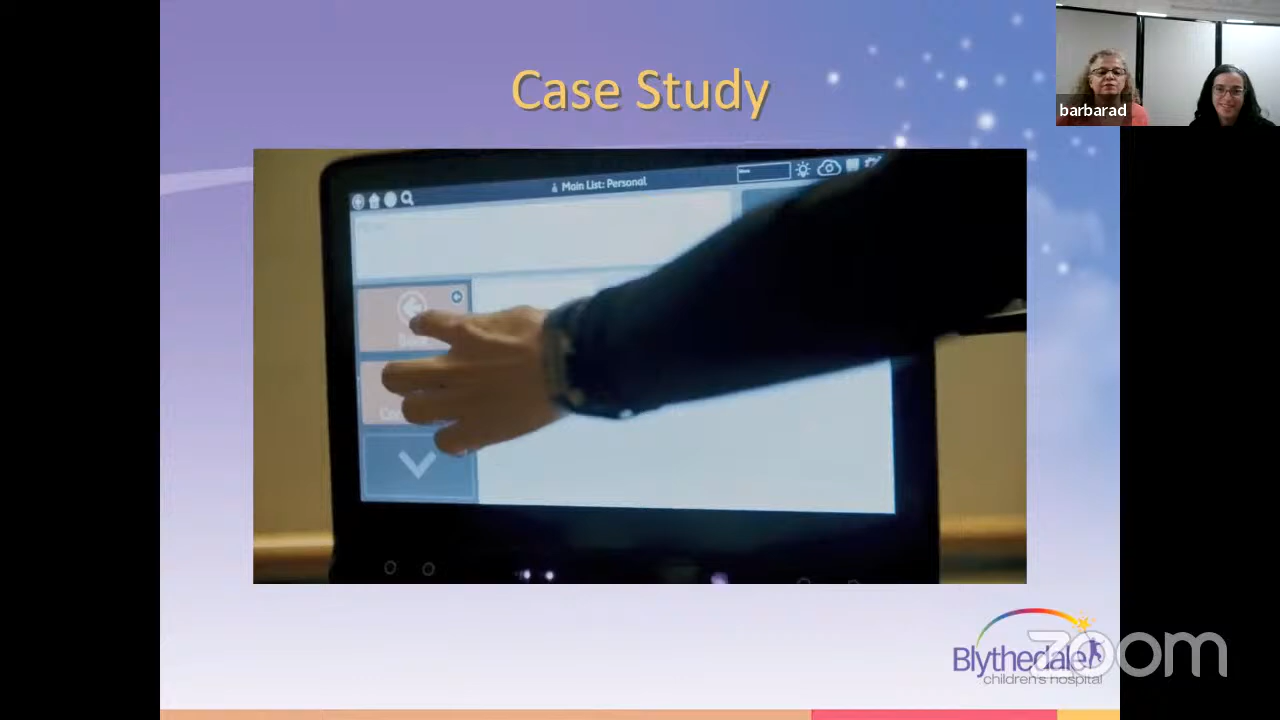 Case Study
barbarad
Main List: Personal
Blythedale
children's hospital
zoom